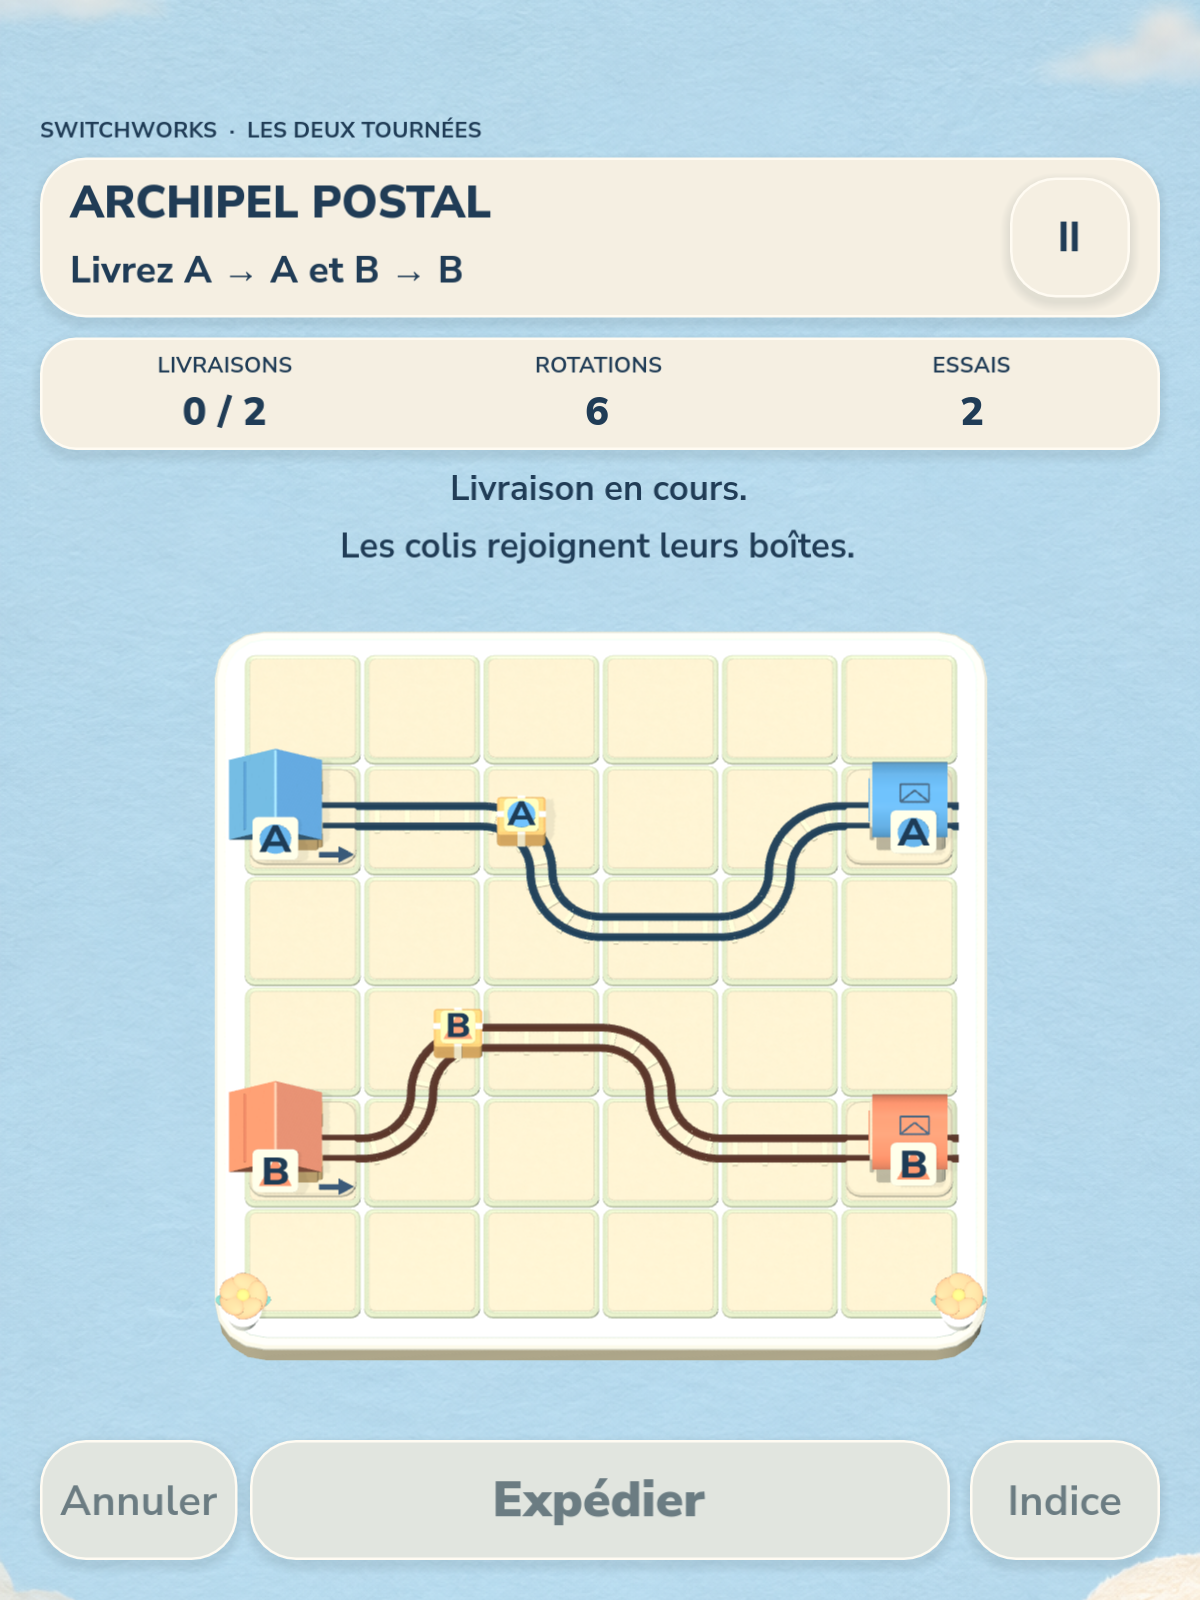 SWITCHWORKS · LES DEUX TOURNÉES
ARCHIPEL POSTAL
Livrez A → A et B → B
LIVRAISONS
0 / 2
ROTATIONS
6
ESSAIS
2
Livraison en cours.
Les colis rejoignent leurs boîtes.
A
A
A
B
B
B
Annuler
Expédier
Indice